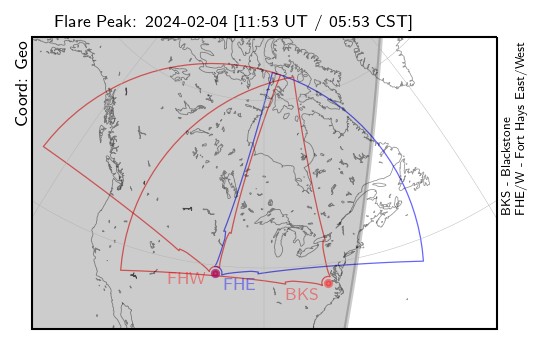 Flare Peak: 2024-02-04 [11:53 UT / 05:53 CST]
Coord: Geo
BKS - Blackstone
FHE/W - Fort Hays East/West
FHW
FHE
BKS